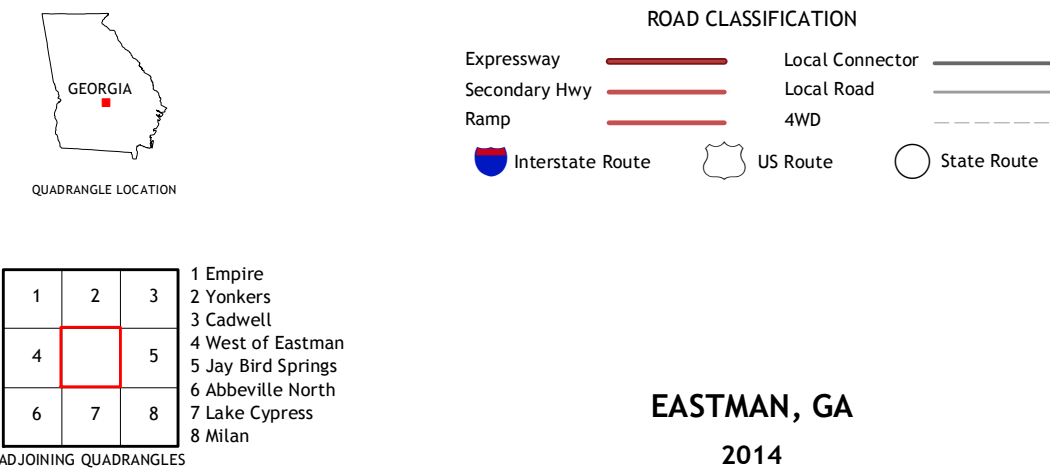 GEORGIA
QUADRANGLE LOCATION
ROAD CLASSIFICATION
Expressway
Local Connector
Secondary Hwy
Local Road
Ramp
4WD
Interstate Route
US Route
State Route
1 2 3
4 5
6 7 8
1 Empire
2 Yonkers
3 Cadwell
4 West of Eastman
5 Jay Bird Springs
6 Abbeville North
7 Lake Cypress
8 Milan
ADJOINING QUADRANGLES
EASTMAN, GA
2014